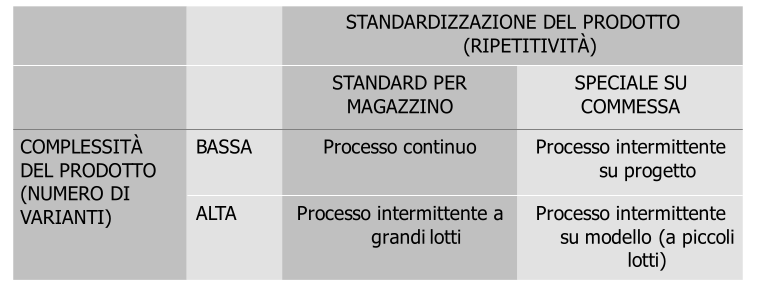 STANDARDIZZAZIONE DEL PRODOTTO
(RIPETITIVITÀ)
STANDARD PER
MAGAZZINO
SPECIALE SU
COMMESSA
COMPLESSITÀ
DEL PRODOTTO
(NUMERO DI
VARIANTI)
BASSA
Processo continuo
Processo intermittente
su progetto
ALTA
Processo intermittente a
grandi lotti
Processo intermittente
su modello (a piccoli
lotti)